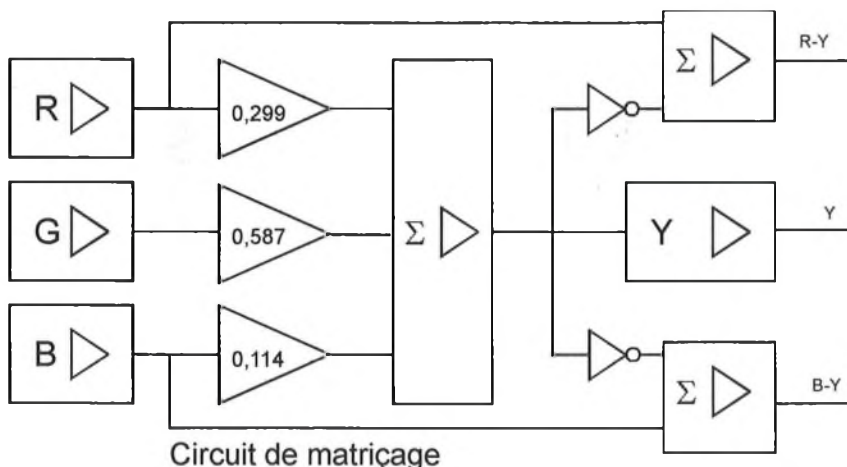 R
0,299
Σ
R-Y
G
0,587
Σ
Y
Y
B
0,114
Σ
B-Y
Circuit de matriçage